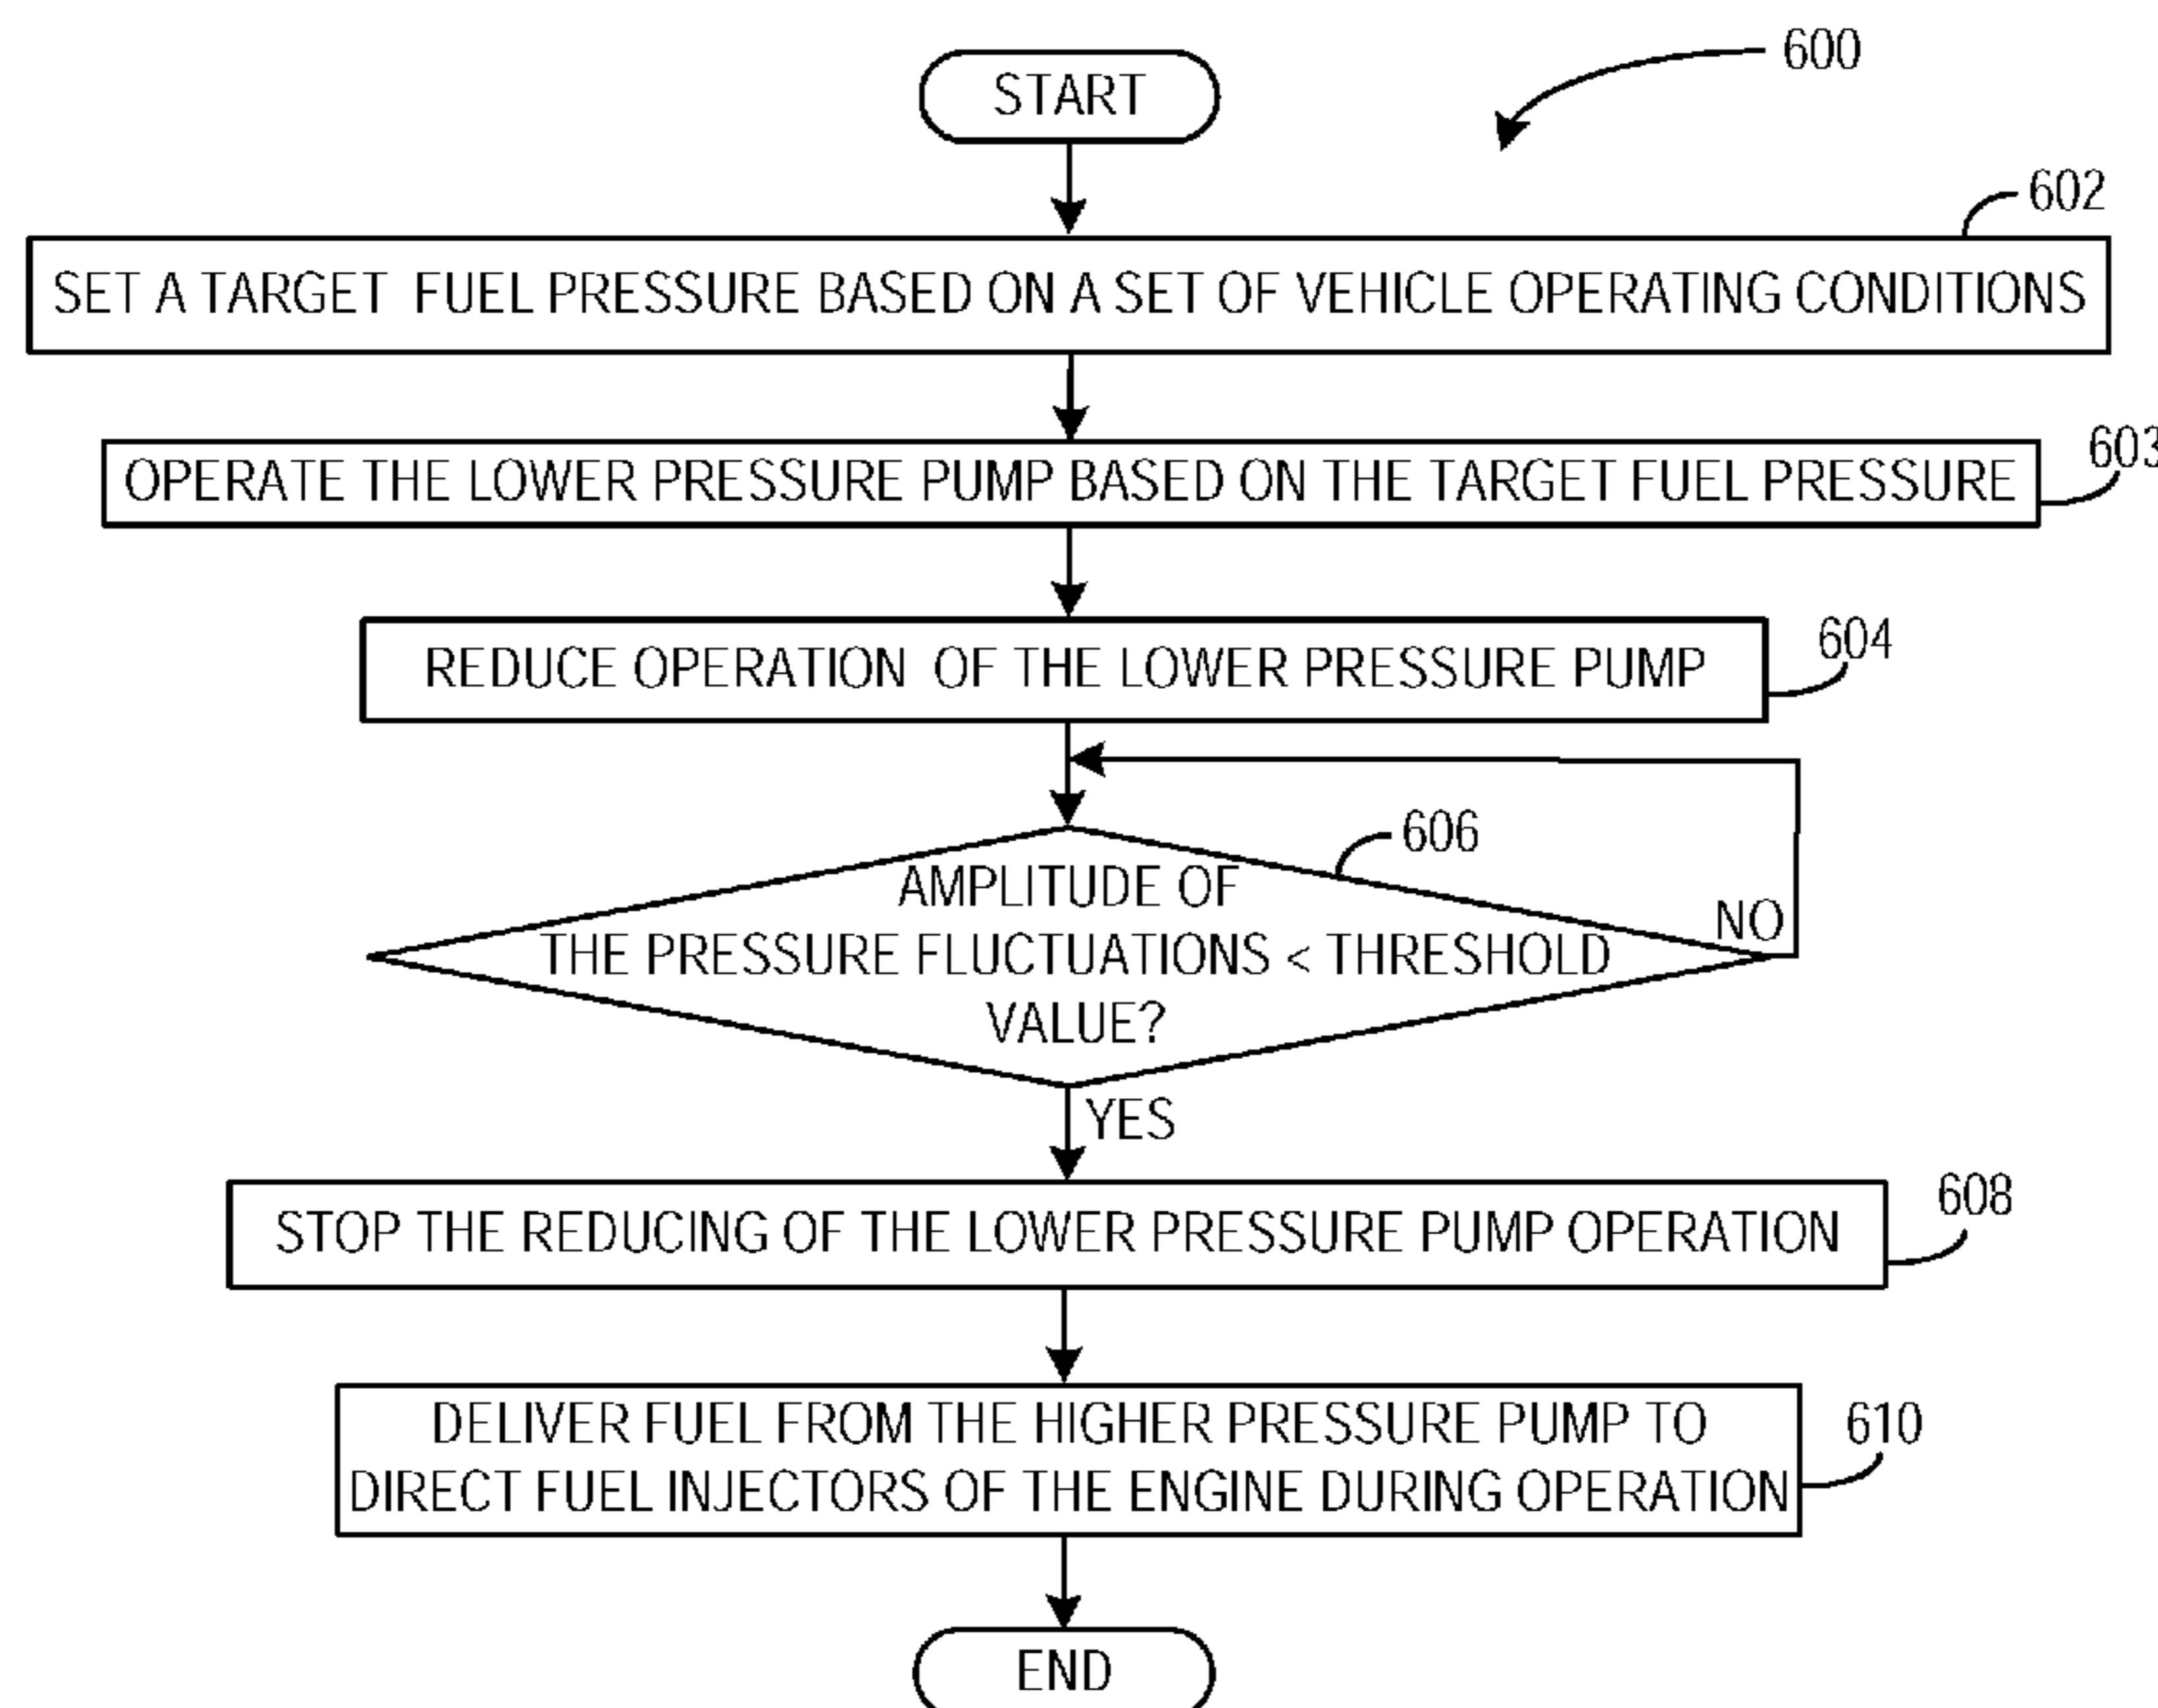 START
600
602
SET A TARGET FUEL PRESSURE BASED ON A SET OF VEHICLE OPERATING CONDITIONS
603
OPERATE THE LOWER PRESSURE PUMP BASED ON THE TARGET FUEL PRESSURE
604
REDUCE OPERATION OF THE LOWER PRESSURE PUMP
606
AMPLITUDE OF
THE PRESSURE FLUCTUATIONS < THRESHOLD
VALUE?
NO
YES
608
STOP THE REDUCING OF THE LOWER PRESSURE PUMP OPERATION
610
DELIVER FUEL FROM THE HIGHER PRESSURE PUMP TO
DIRECT FUEL INJECTORS OF THE ENGINE DURING OPERATION
END